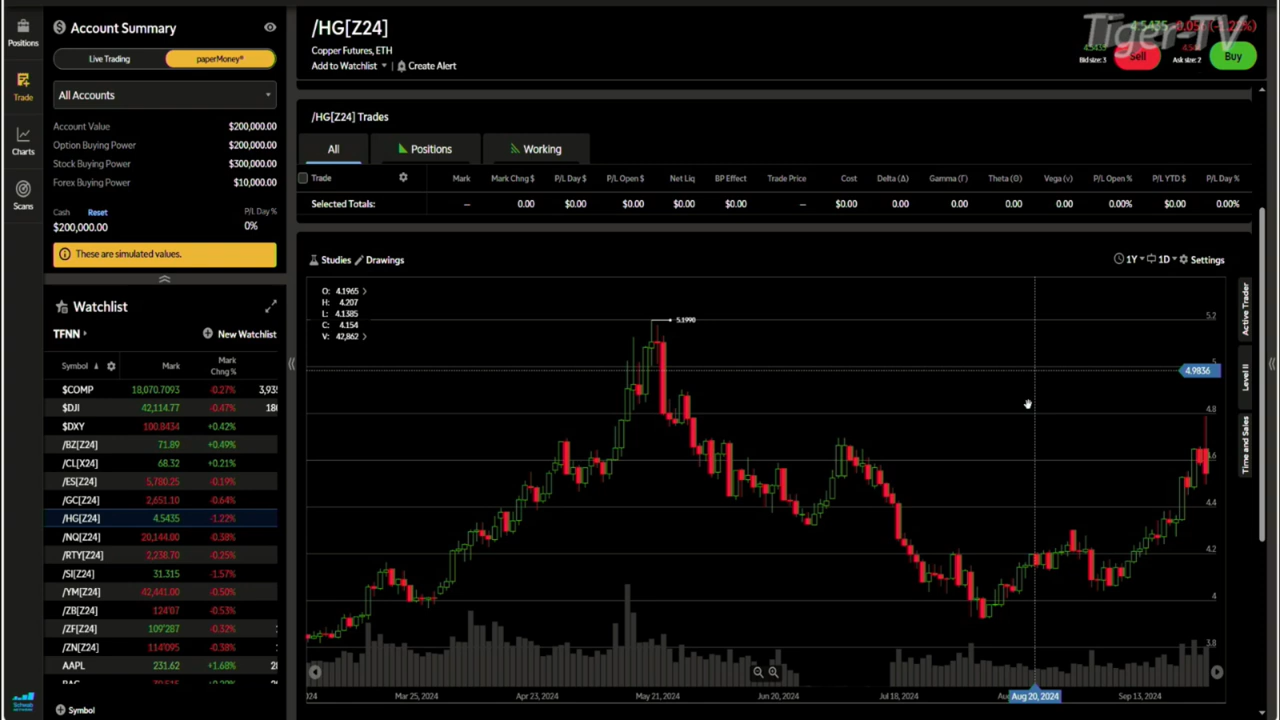 Positions
Trade
Charts
Scans
Schwab
NETWORK
Account Summary
Live Trading
paperMoney®
All Accounts
Account Value $200,000.00
Option Buying Power $200,000.00
Stock Buying Power $300,000.00
Forex Buying Power $10,000.00
Cash Reset P/L Day %
$200,000.00 0%
These are simulated values.
Watchlist
TFNN New Watchlist
Symbol Mark Mark
Chng %
$COMP 18,070.7093 -0.27%
$DJI 42,114.77 -0.47%
$DXY 100.8434 +0.42%
/BZ[Z24] 71.89 +0.49%
/CL[X24] 68.32 +0.21%
/ES[Z24] 5,780.25 -0.19%
/GC[Z24] 2,651.10 -0.64%
/HG[Z24] 4.5435 -1.22%
/NQ[Z24] 20,144.00 -0.38%
/RTY[Z24] 2,238.70 -0.25%
/SI[Z24] 31.315 -1.57%
/YM[Z24] 42,441.00 -0.50%
/ZB[Z24] 124'07 -0.53%
/ZF[Z24] 109'287 -0.32%
/ZN[Z24] 114'095 -0.38%
AAPL 231.62 +1.68%
Symbol
/HG[Z24]
Copper Futures, ETH
Add to Watchlist Create Alert
Tiger-TV
Bid size: 3 Sell Ask size: 2 Buy
/HG[Z24] Trades
All Positions Working
Trade Mark Mark Chng $ P/L Day $ P/L Open $ Net Liq BP Effect Trade Price Cost Delta (Δ) Gamma (Γ) Theta (Θ) Vega (ν) P/L Open % P/L YTD $ P/L Day %
Selected Totals: -- 0.00 $0.00 $0.00 $0.00 $0.00 -- $0.00 0.00 0.00 0.00 0.00 0.00% $0.00 0.00%
Studies Drawings 1Y 1D Settings
O: 4.1965
H: 4.207
L: 4.1385
C: 4.154
V: 42,862
5.1990
5.2
5
4.9836
4.8
4.6
4.4
4.2
4
3.8
Mar 25, 2024 Apr 23, 2024 May 21, 2024 Jun 20, 2024 Jul 18, 2024 Aug 20, 2024 Sep 13, 2024
Active Trader
Level II
Time and Sales